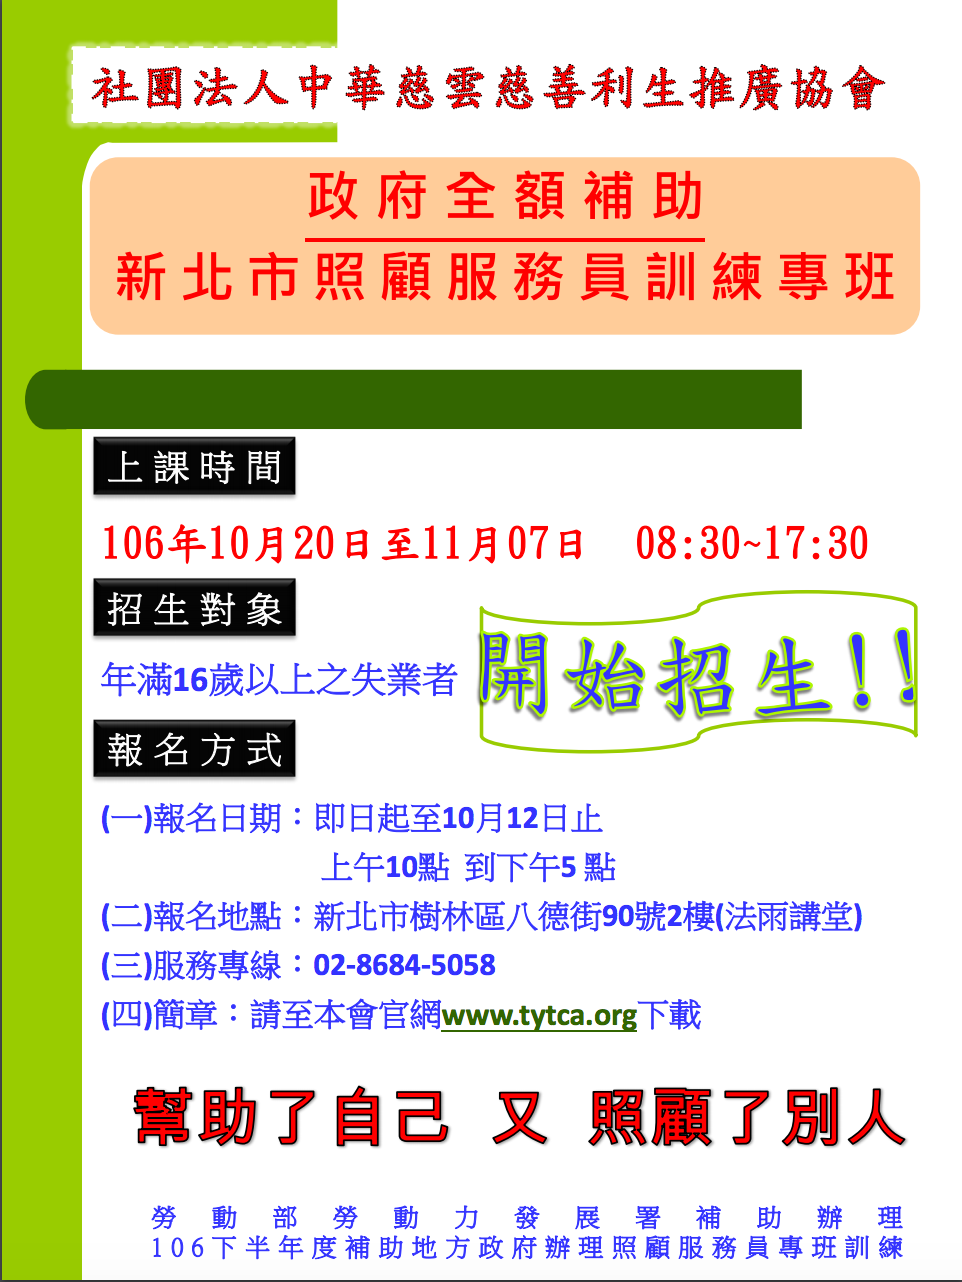 社團法人中華慈雲慈善利生推廣協會
政府全額補助
新北市照顧服務員訓練專班
上課時間
106年10月20日至11月07日 08:30~17:30
招生對象
年滿16歲以上之失業者
開始招生!!
報名方式
(一)報名日期：即日起至10月12日止
上午10點 到下午5點
(二)報名地點：新北市樹林區八德街90號2樓(法雨講堂)
(三)服務專線：02-8684-5058
(四)簡章：請至本會官網www.tytca.org下載
幫助了自己 又 照顧了別人
勞動部勞動力發展署補助辦理
106下半年度補助地方政府辦理照顧服務員專班訓練